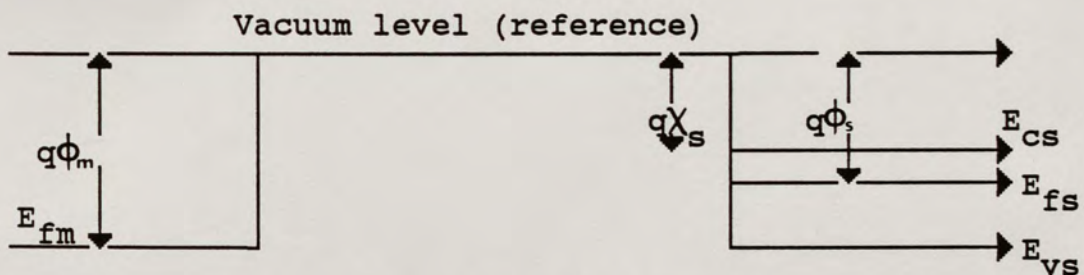 Vacuum level (reference)
qΦm
qχs
qΦs
Ecs
Efs
Efm
Evs